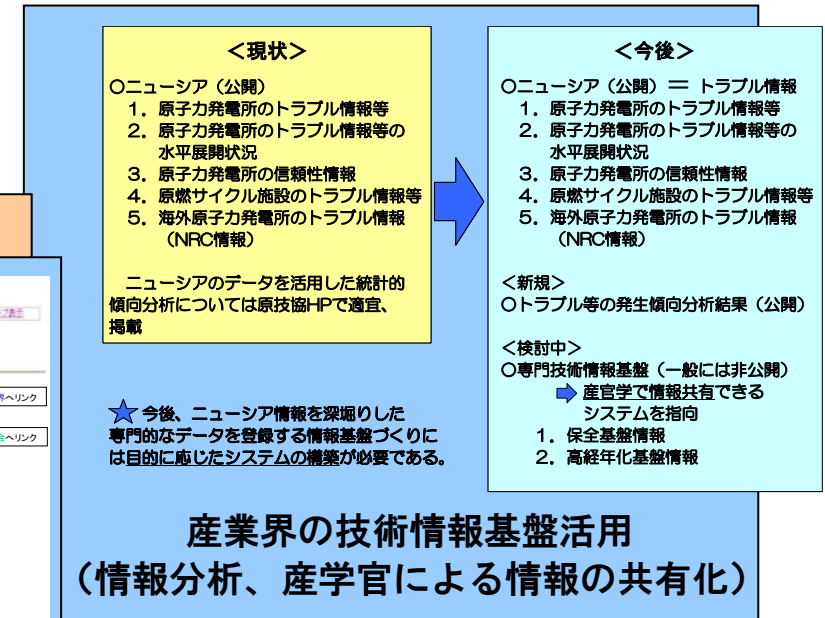 ＜現状＞
〇ニューシア（公開）
１．原子力発電所のトラブル情報等
２．原子力発電所のトラブル情報等の
水平展開状況
３．原子力発電所の信頼性情報
４．原燃サイクル施設のトラブル情報等
５．海外原子力発電所のトラブル情報
（NRC情報）
ニューシアのデータを活用した統計的
傾向分析については原技協HPで適宜、
掲載
☆今後、ニューシア情報を深堀りした
専門的なデータを登録する情報基盤づくりに
は目的に応じたシステムの構築が必要である。
＜今後＞
〇ニューシア（公開）＝ トラブル情報
１．原子力発電所のトラブル情報等
２．原子力発電所のトラブル情報等の
水平展開状況
３．原子力発電所の信頼性情報
４．原燃サイクル施設のトラブル情報等
５．海外原子力発電所のトラブル情報
（NRC情報）
＜新規＞
〇トラブル等の発生傾向分析結果（公開）
＜検討中＞
〇専門技術情報基盤（一般には非公開）
産官学で情報共有できる
システムを指向
１．保全基盤情報
２．高経年化基盤情報
表示
へリンク
へリンク
産業界の技術情報基盤活用
（情報分析、産学官による情報の共有化）